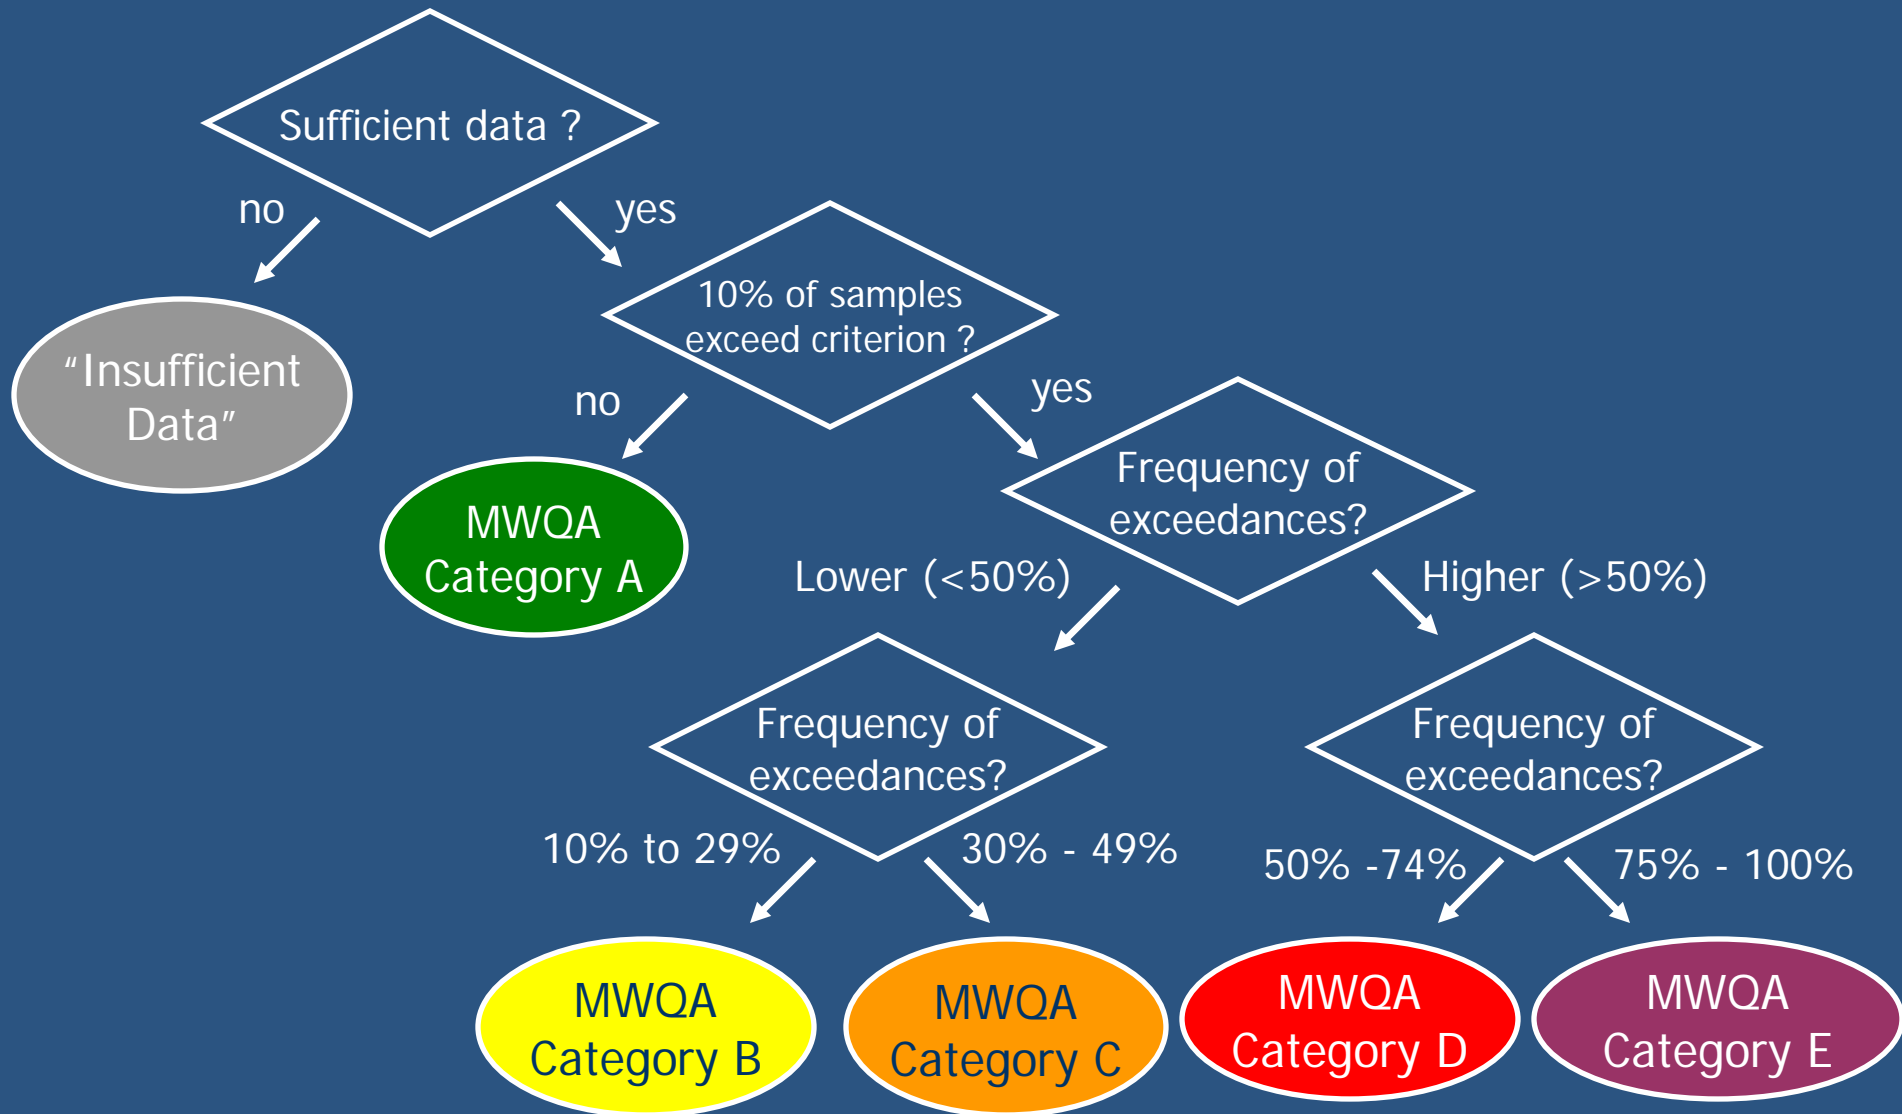 Sufficient data ?
no
yes
10% of samples
exceed criterion ?
"Insufficient
Data"
no
yes
MWQA
Category A
Frequency of
exceedances?
Lower (<50%)
Higher (>50%)
Frequency of
exceedances?
Frequency of
exceedances?
10% to 29%
30% - 49%
50% -74%
75% - 100%
MWQA
Category B
MWQA
Category C
MWQA
Category D
MWQA
Category E